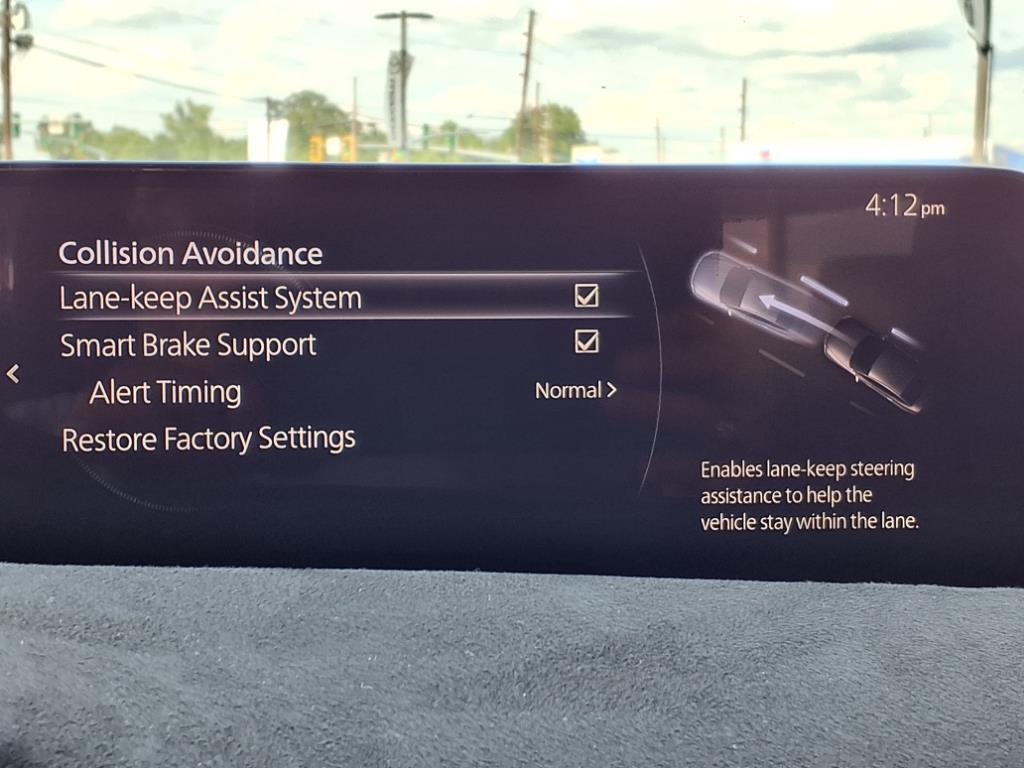 4:12pm
Collision Avoidance
Lane-keep Assist System
Smart Brake Support
Alert Timing
Normal >
Restore Factory Settings
<
Enables lane-keep steering
assistance to help the
vehicle stay within the lane.